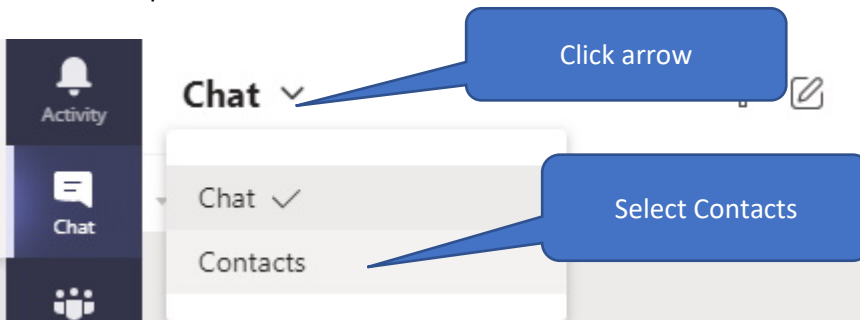 Click arrow
Chat
Activity
Chat
Select Contacts
Chat
Contacts